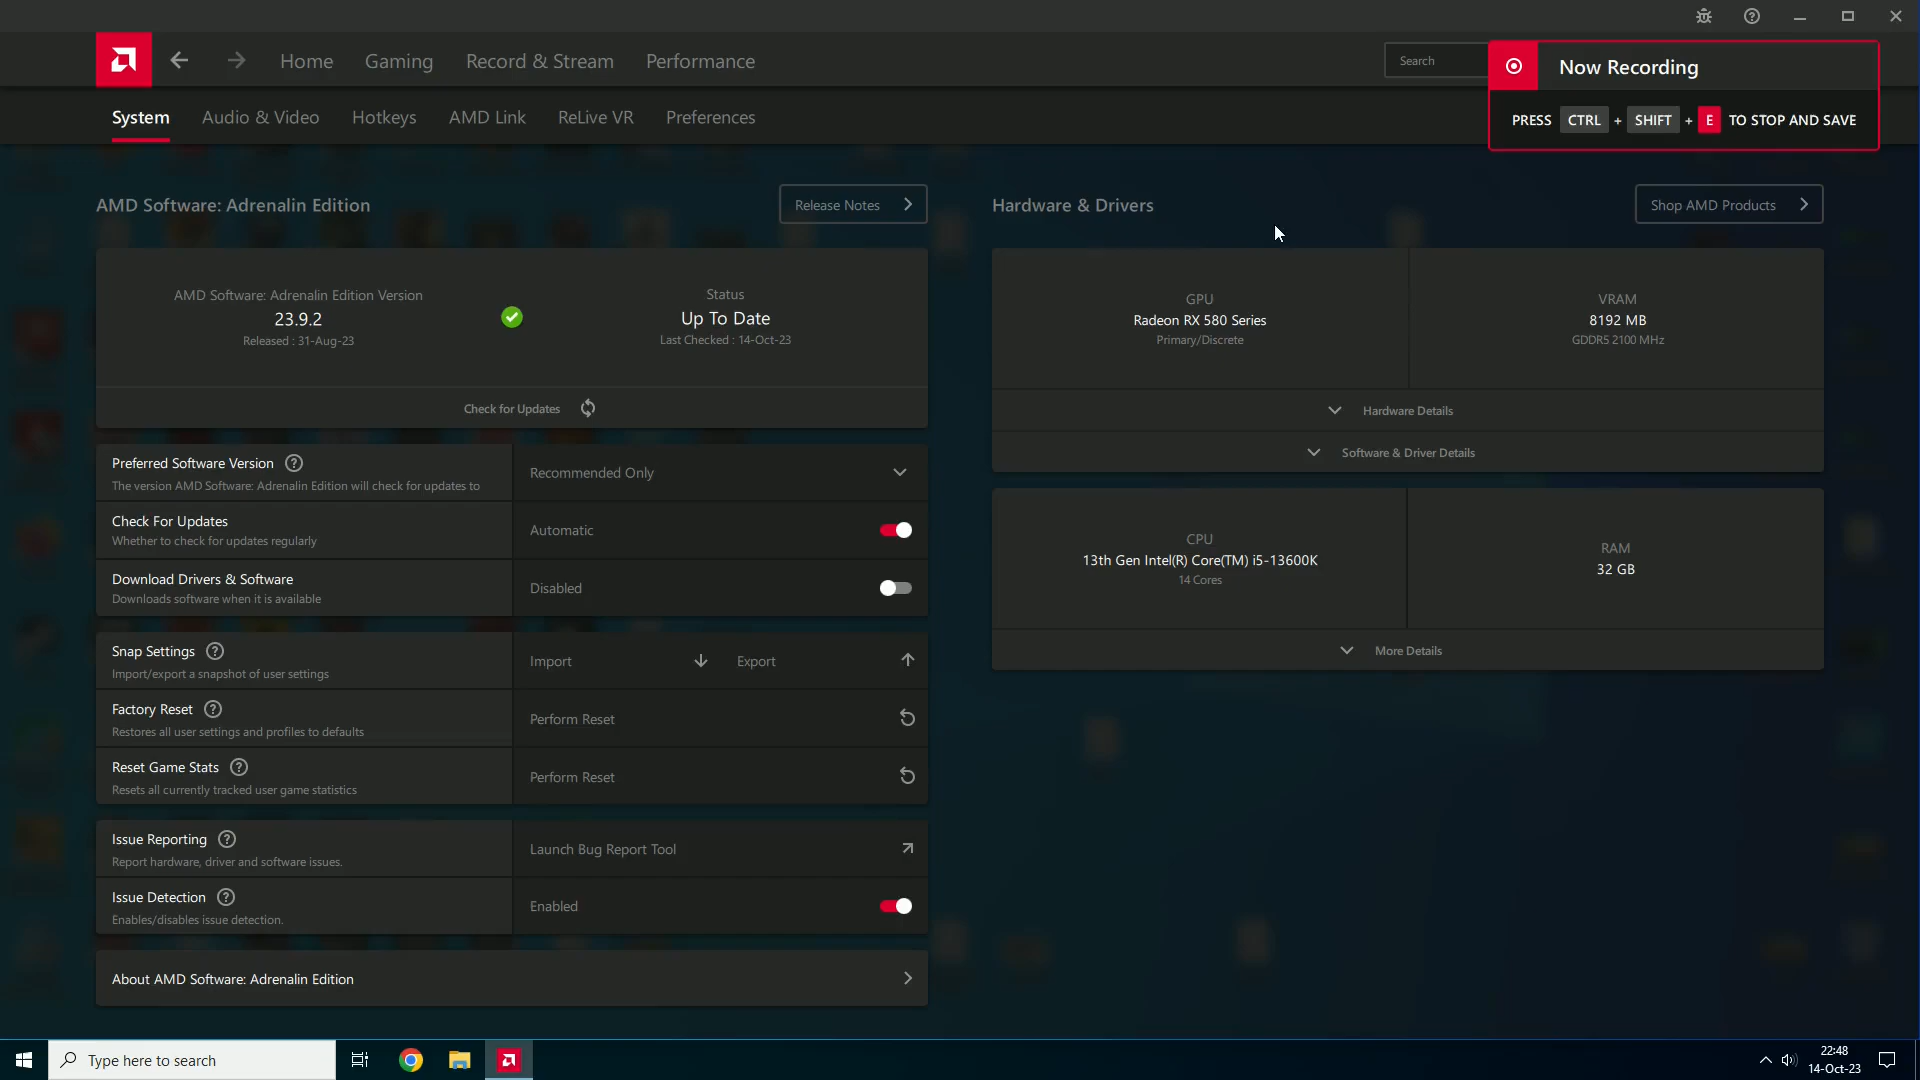 Home
Gaming
Record & Stream
Performance
Search
Now Recording
PRESS CTRL + SHIFT + E TO STOP AND SAVE
System
Audio & Video
Hotkeys
AMD Link
ReLive VR
Preferences
AMD Software: Adrenalin Edition
Release Notes
AMD Software: Adrenalin Edition Version
23.9.2
Released : 31-Aug-23
Status
Up To Date
Last Checked : 14-Oct-23
Check for Updates
Preferred Software Version
The version AMD Software: Adrenalin Edition will check for updates to
Recommended Only
Check For Updates
Whether to check for updates regularly
Automatic
Download Drivers & Software
Downloads software when it is available
Disabled
Snap Settings
Import/export a snapshot of user settings
Import
Export
Factory Reset
Restores all user settings and profiles to defaults
Perform Reset
Reset Game Stats
Resets all currently tracked user game statistics
Perform Reset
Issue Reporting
Report hardware, driver and software issues.
Launch Bug Report Tool
Issue Detection
Enables/disables issue detection.
Enabled
About AMD Software: Adrenalin Edition
Hardware & Drivers
Shop AMD Products
GPU
Radeon RX 580 Series
Primary/Discrete
VRAM
8192 MB
GDDR5 2100 MHz
Hardware Details
Software & Driver Details
CPU
13th Gen Intel(R) Core(TM) i5-13600K
14 Cores
RAM
32 GB
More Details
Type here to search
22:48
14-Oct-23